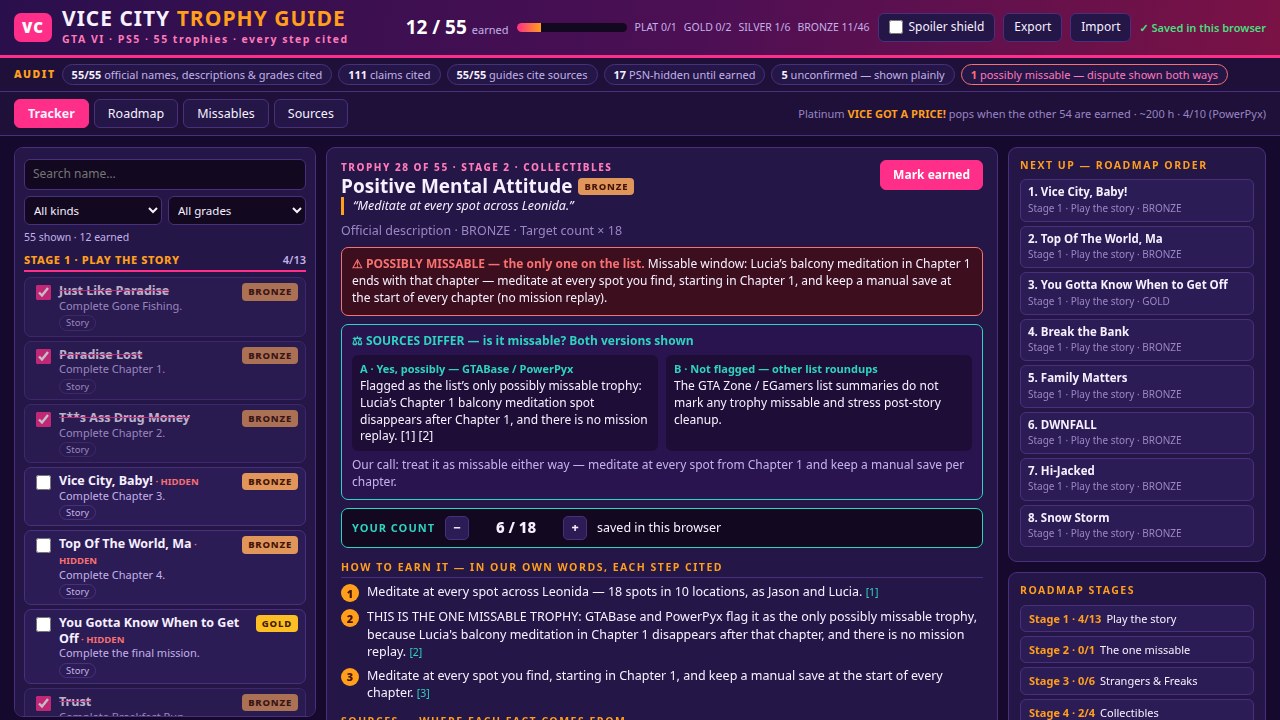 vc
VICE CITY TROPHY GUIDE
GTA VI · PS5 · 55 trophies · every step cited
12 / 55 earned
PLAT 0/1 GOLD 0/2 SILVER 1/6 BRONZE 11/46
Spoiler shield
Export
Import
✓ Saved in this browser
AUDIT
55/55 official names, descriptions & grades cited
111 claims cited
55/55 guides cite sources
17 PSN-hidden until earned
5 unconfirmed — shown plainly
1 possibly missable — dispute shown both ways
Tracker
Roadmap
Missables
Sources
Platinum VICE GOT A PRICE! pops when the other 54 are earned · ~200 h · 4/10 (PowerPyx)
Search name...
All kinds
All grades
55 shown · 12 earned
STAGE 1 · PLAY THE STORY 4/13
Just Like Paradise BRONZE
Complete Gone Fishing.
Story
Paradise Lost BRONZE
Complete Chapter 1.
Story
T**s Ass Drug Money BRONZE
Complete Chapter 2.
Story
Vice City, Baby! · HIDDEN BRONZE
Complete Chapter 3.
Story
Top Of The World, Ma · BRONZE
HIDDEN
Complete Chapter 4.
Story
You Gotta Know When to Get GOLD
Off · HIDDEN
Complete the final mission.
Story
Trust BRONZE
TROPHY 28 OF 55 · STAGE 2 · COLLECTIBLES
Positive Mental Attitude BRONZE
Mark earned
“Meditate at every spot across Leonida.”
Official description · BRONZE · Target count × 18
⚠ POSSIBLY MISSABLE — the only one on the list. Missable window: Lucia’s balcony meditation in Chapter 1
ends with that chapter — meditate at every spot you find, starting in Chapter 1, and keep a manual save at
the start of every chapter (no mission replay).
⚖ SOURCES DIFFER — is it missable? Both versions shown
A · Yes, possibly — GTABase / PowerPyx
Flagged as the list’s only possibly missable trophy:
Lucia’s Chapter 1 balcony meditation spot
disappears after Chapter 1, and there is no mission
replay. [1] [2]
B · Not flagged — other list roundups
The GTA Zone / EGamers list summaries do not
mark any trophy missable and stress post-story
cleanup.
Our call: treat it as missable either way — meditate at every spot from Chapter 1 and keep a manual save per
chapter.
YOUR COUNT − 6 / 18 + saved in this browser
HOW TO EARN IT — IN OUR OWN WORDS, EACH STEP CITED
1 Meditate at every spot across Leonida — 18 spots in 10 locations, as Jason and Lucia. [1]
2 THIS IS THE ONE MISSABLE TROPHY: GTABase and PowerPyx flag it as the only possibly missable trophy,
because Lucia's balcony meditation in Chapter 1 disappears after that chapter, and there is no mission
replay. [2]
3 Meditate at every spot you find, starting in Chapter 1, and keep a manual save at the start of every
chapter. [3]
NEXT UP — ROADMAP ORDER
1. Vice City, Baby!
Stage 1 · Play the story · BRONZE
2. Top Of The World, Ma
Stage 1 · Play the story · BRONZE
3. You Gotta Know When to Get Off
Stage 1 · Play the story · GOLD
4. Break the Bank
Stage 1 · Play the story · BRONZE
5. Family Matters
Stage 1 · Play the story · BRONZE
6. DWNFALL
Stage 1 · Play the story · BRONZE
7. Hi-Jacked
Stage 1 · Play the story · BRONZE
8. Snow Storm
Stage 1 · Play the story · BRONZE
ROADMAP STAGES
Stage 1 · 4/13 Play the story
Stage 2 · 0/1 The one missable
Stage 3 · 0/6 Strangers & Freaks
Stage 4 · 2/4 Collectibles